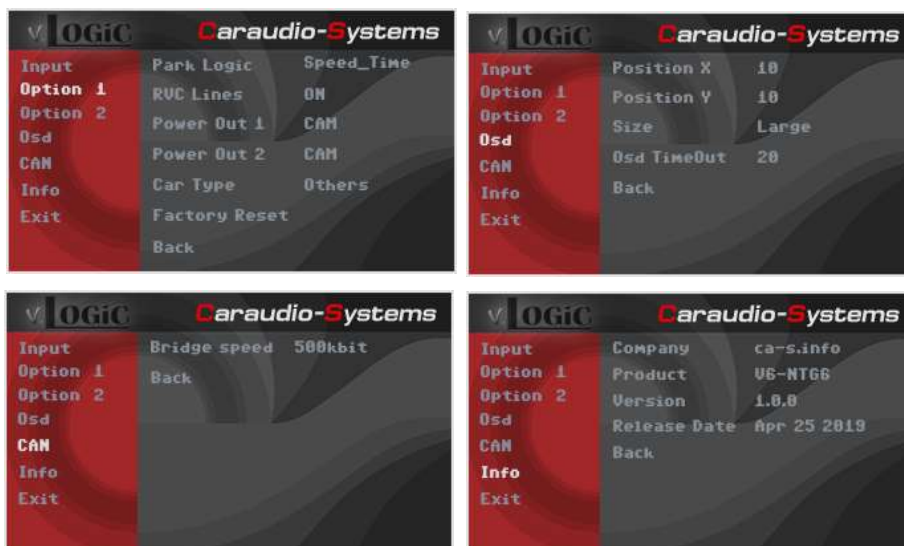 v.LOGiC Caraudio-Systems
Input Park Logic Speed_Time
Option 1 RVC Lines ON
Option 2 Power Out 1 CAM
Osd Power Out 2 CAM
CAN Car Type Others
Info Factory Reset
Exit Back
v.LOGiC Caraudio-Systems
Input Position X 10
Option 1 Position Y 10
Option 2 Size Large
Osd Osd TimeOut 20
CAN Back
Info
Exit
v.LOGiC Caraudio-Systems
Input Bridge speed 500kbit
Option 1 Back
Option 2
Osd
CAN
Info
Exit
v.LOGiC Caraudio-Systems
Input Company ca-s.info
Option 1 Product V6-NTG6
Option 2 Version 1.0.0
Osd Release Date Apr 25 2019
CAN Back
Info
Exit